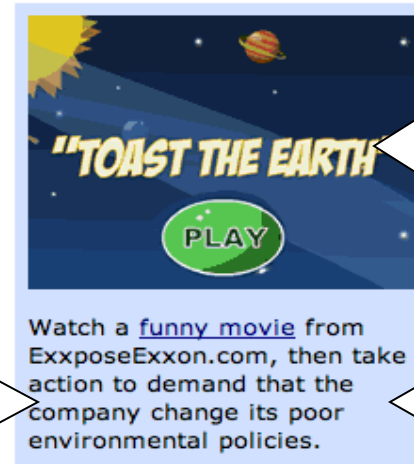 "TOAST THE EARTH"
PLAY
Watch a funny movie from
ExxposeExxon.com, then take
action to demand that the
company change its poor
environmental policies.